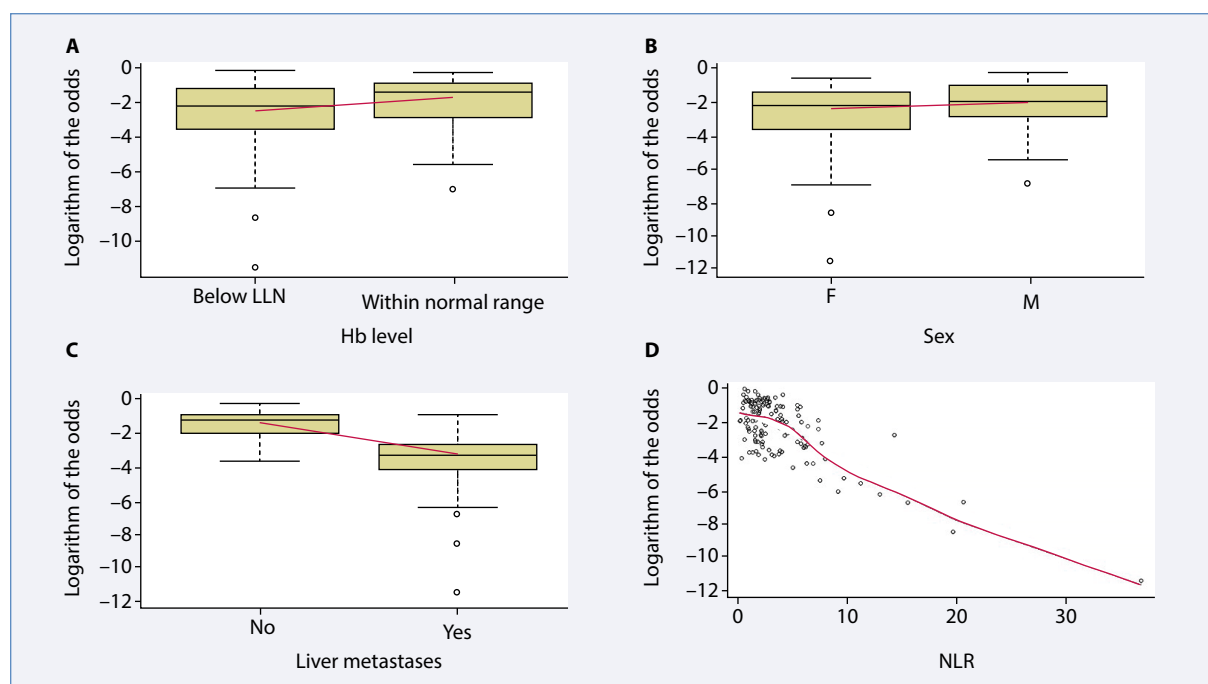 A
Logarithm of the odds
0
−2
−4
−6
−8
−10
Below LLN
Within normal range
Hb level
B
Logarithm of the odds
0
−2
−4
−6
−8
−10
−12
F
M
Sex
C
Logarithm of the odds
0
−2
−4
−6
−8
−10
−12
No
Yes
Liver metastases
D
Logarithm of the odds
0
−2
−4
−6
−8
−10
−12
0 10 20 30
NLR